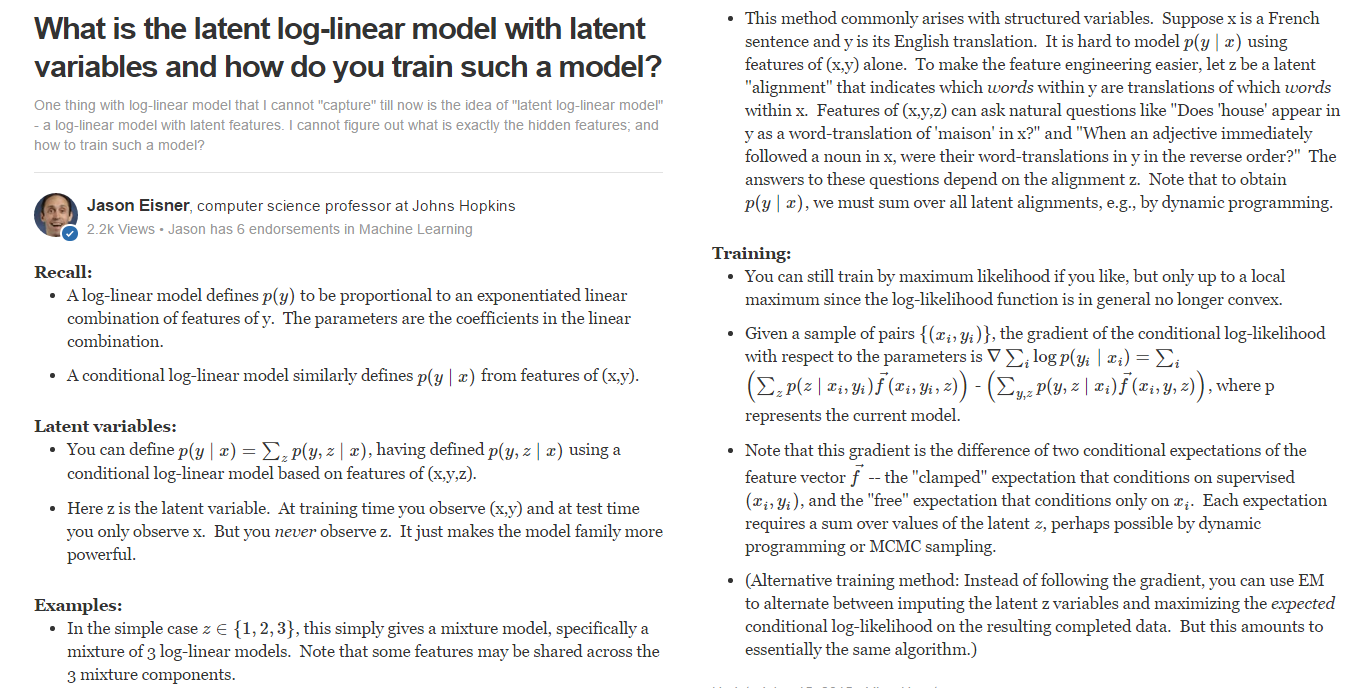 What is the latent log-linear model with latent
variables and how do you train such a model?
One thing with log-linear model that I cannot "capture" till now is the idea of "latent log-linear model"
- a log-linear model with latent features. I cannot figure out what is exactly the hidden features; and
how to train such a model?
Jason Eisner, computer science professor at Johns Hopkins
2.2k Views • Jason has 6 endorsements in Machine Learning
Recall:
• A log-linear model defines p(y) to be proportional to an exponentiated linear
combination of features of y. The parameters are the coefficients in the linear
combination.
• A conditional log-linear model similarly defines p(y | x) from features of (x,y).
Latent variables:
• You can define p(y | x) = ∑_z p(y, z | x), having defined p(y, z | x) using a
conditional log-linear model based on features of (x,y,z).
• Here z is the latent variable. At training time you observe (x,y) and at test time
you only observe x. But you never observe z. It just makes the model family more
powerful.
Examples:
• In the simple case z ∈ {1, 2, 3}, this simply gives a mixture model, specifically a
mixture of 3 log-linear models. Note that some features may be shared across the
3 mixture components.
• This method commonly arises with structured variables. Suppose x is a French
sentence and y is its English translation. It is hard to model p(y | x) using
features of (x,y) alone. To make the feature engineering easier, let z be a latent
"alignment" that indicates which words within y are translations of which words
within x. Features of (x,y,z) can ask natural questions like "Does 'house' appear in
y as a word-translation of 'maison' in x?" and "When an adjective immediately
followed a noun in x, were their word-translations in y in the reverse order?" The
answers to these questions depend on the alignment z. Note that to obtain
p(y | x), we must sum over all latent alignments, e.g., by dynamic programming.
Training:
• You can still train by maximum likelihood if you like, but only up to a local
maximum since the log-likelihood function is in general no longer convex.
• Given a sample of pairs {(x_i, y_i)}, the gradient of the conditional log-likelihood
with respect to the parameters is ∇ ∑_i log p(y_i | x_i) = ∑_i
(∑_z p(z | x_i, y_i) f⃗(x_i, y_i, z)) - (∑_{y,z} p(y, z | x_i) f⃗(x_i, y, z)), where p
represents the current model.
• Note that this gradient is the difference of two conditional expectations of the
feature vector f⃗ -- the "clamped" expectation that conditions on supervised
(x_i, y_i), and the "free" expectation that conditions only on x_i. Each expectation
requires a sum over values of the latent z, perhaps possible by dynamic
programming or MCMC sampling.
• (Alternative training method: Instead of following the gradient, you can use EM
to alternate between imputing the latent z variables and maximizing the expected
conditional log-likelihood on the resulting completed data. But this amounts to
essentially the same algorithm.)